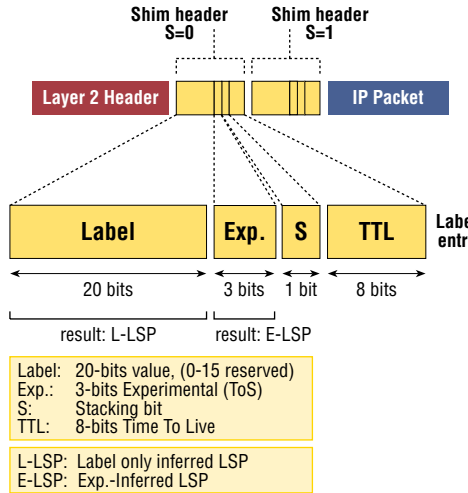 Shim header
S=0
Shim header
S=1
Layer 2 Header
IP Packet
Label
Exp.
S
TTL
20 bits
3 bits
1 bit
8 bits
result: L-LSP
result: E-LSP
Label: 20-bits value, (0-15 reserved)
Exp.: 3-bits Experimental (ToS)
S: Stacking bit
TTL: 8-bits Time To Live
L-LSP: Label only inferred LSP
E-LSP: Exp.-Inferred LSP